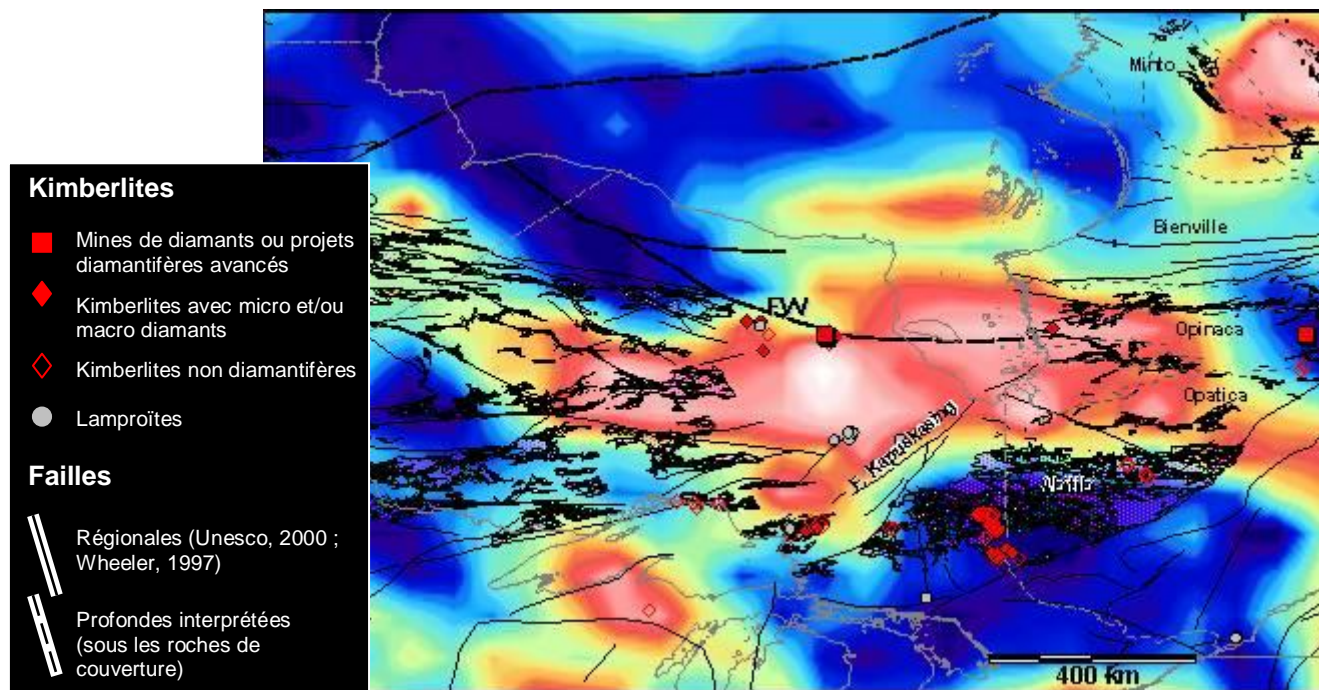 Kimberlites
Mines de diamants ou projets
diamantifères avancés
Kimberlites avec micro et/ou
macro diamants
Kimberlites non diamantifères
Lamproïtes
Failles
Régionales (Unesco, 2000 ;
Wheeler, 1997)
Profondes interprétées
(sous les roches de
couverture)
Minto
Bienville
Opinaca
Opatica
F. Kapuskasing
400 km